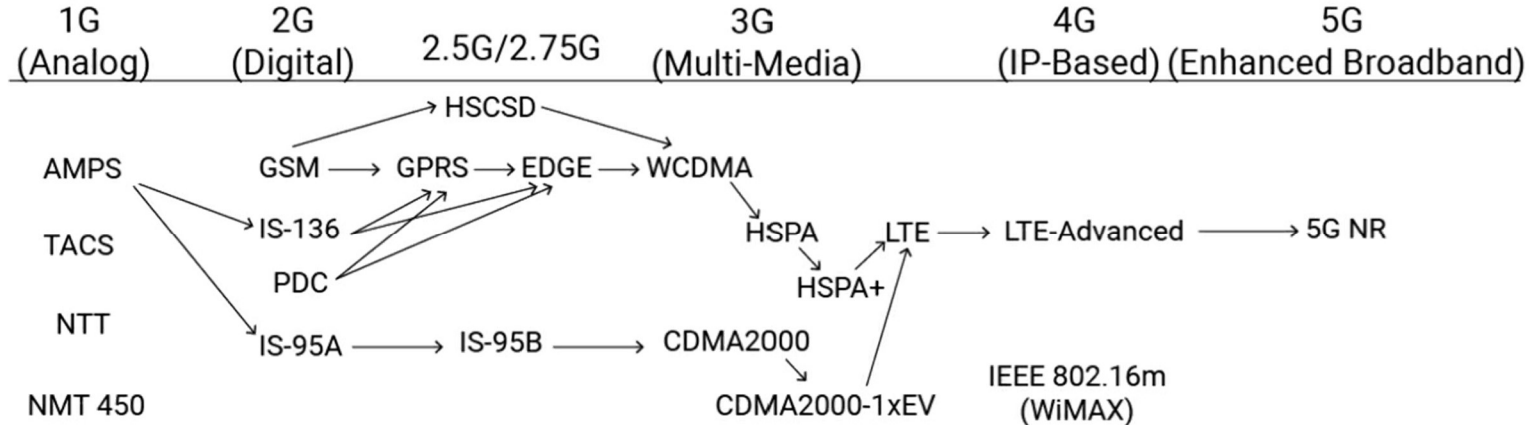 1G
(Analog)
2G
(Digital)
2.5G/2.75G
3G
(Multi-Media)
4G
(IP-Based)
5G
(Enhanced Broadband)
HSCSD
AMPS
GSM
GPRS
EDGE
WCDMA
IS-136
TACS
HSPA
LTE
LTE-Advanced
5G NR
PDC
HSPA+
NTT
IS-95A
IS-95B
CDMA2000
NMT 450
CDMA2000-1xEV
IEEE 802.16m
(WiMAX)